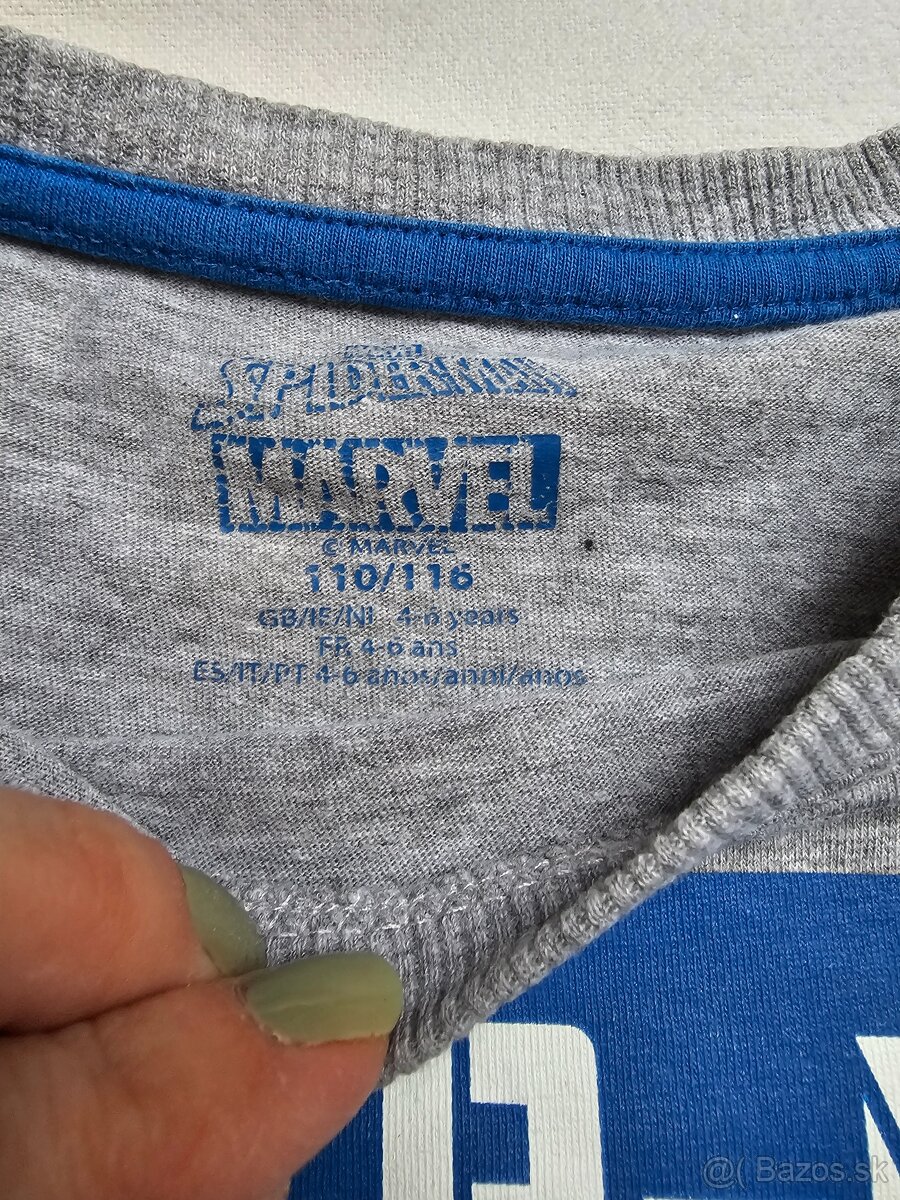 SPIDER-MAN
MARVEL
© MARVEL
110/116
GB/IE/NI 4-6 years
FR 4-6 ans
ES/IT/PT 4-6 años/anni/anos
@( Bazos.sk